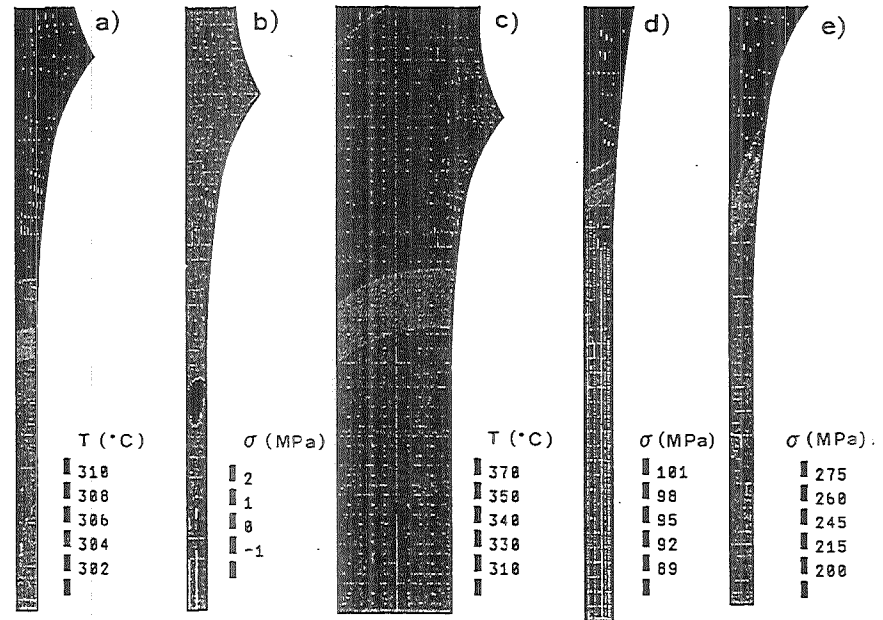 a)
b)
c)
d)
e)
T (°C)
310
308
306
304
302
σ (MPa)
2
1
0
-1
T (°C)
370
350
340
330
310
σ (MPa)
101
98
95
92
89
σ (MPa)
275
260
245
215
200